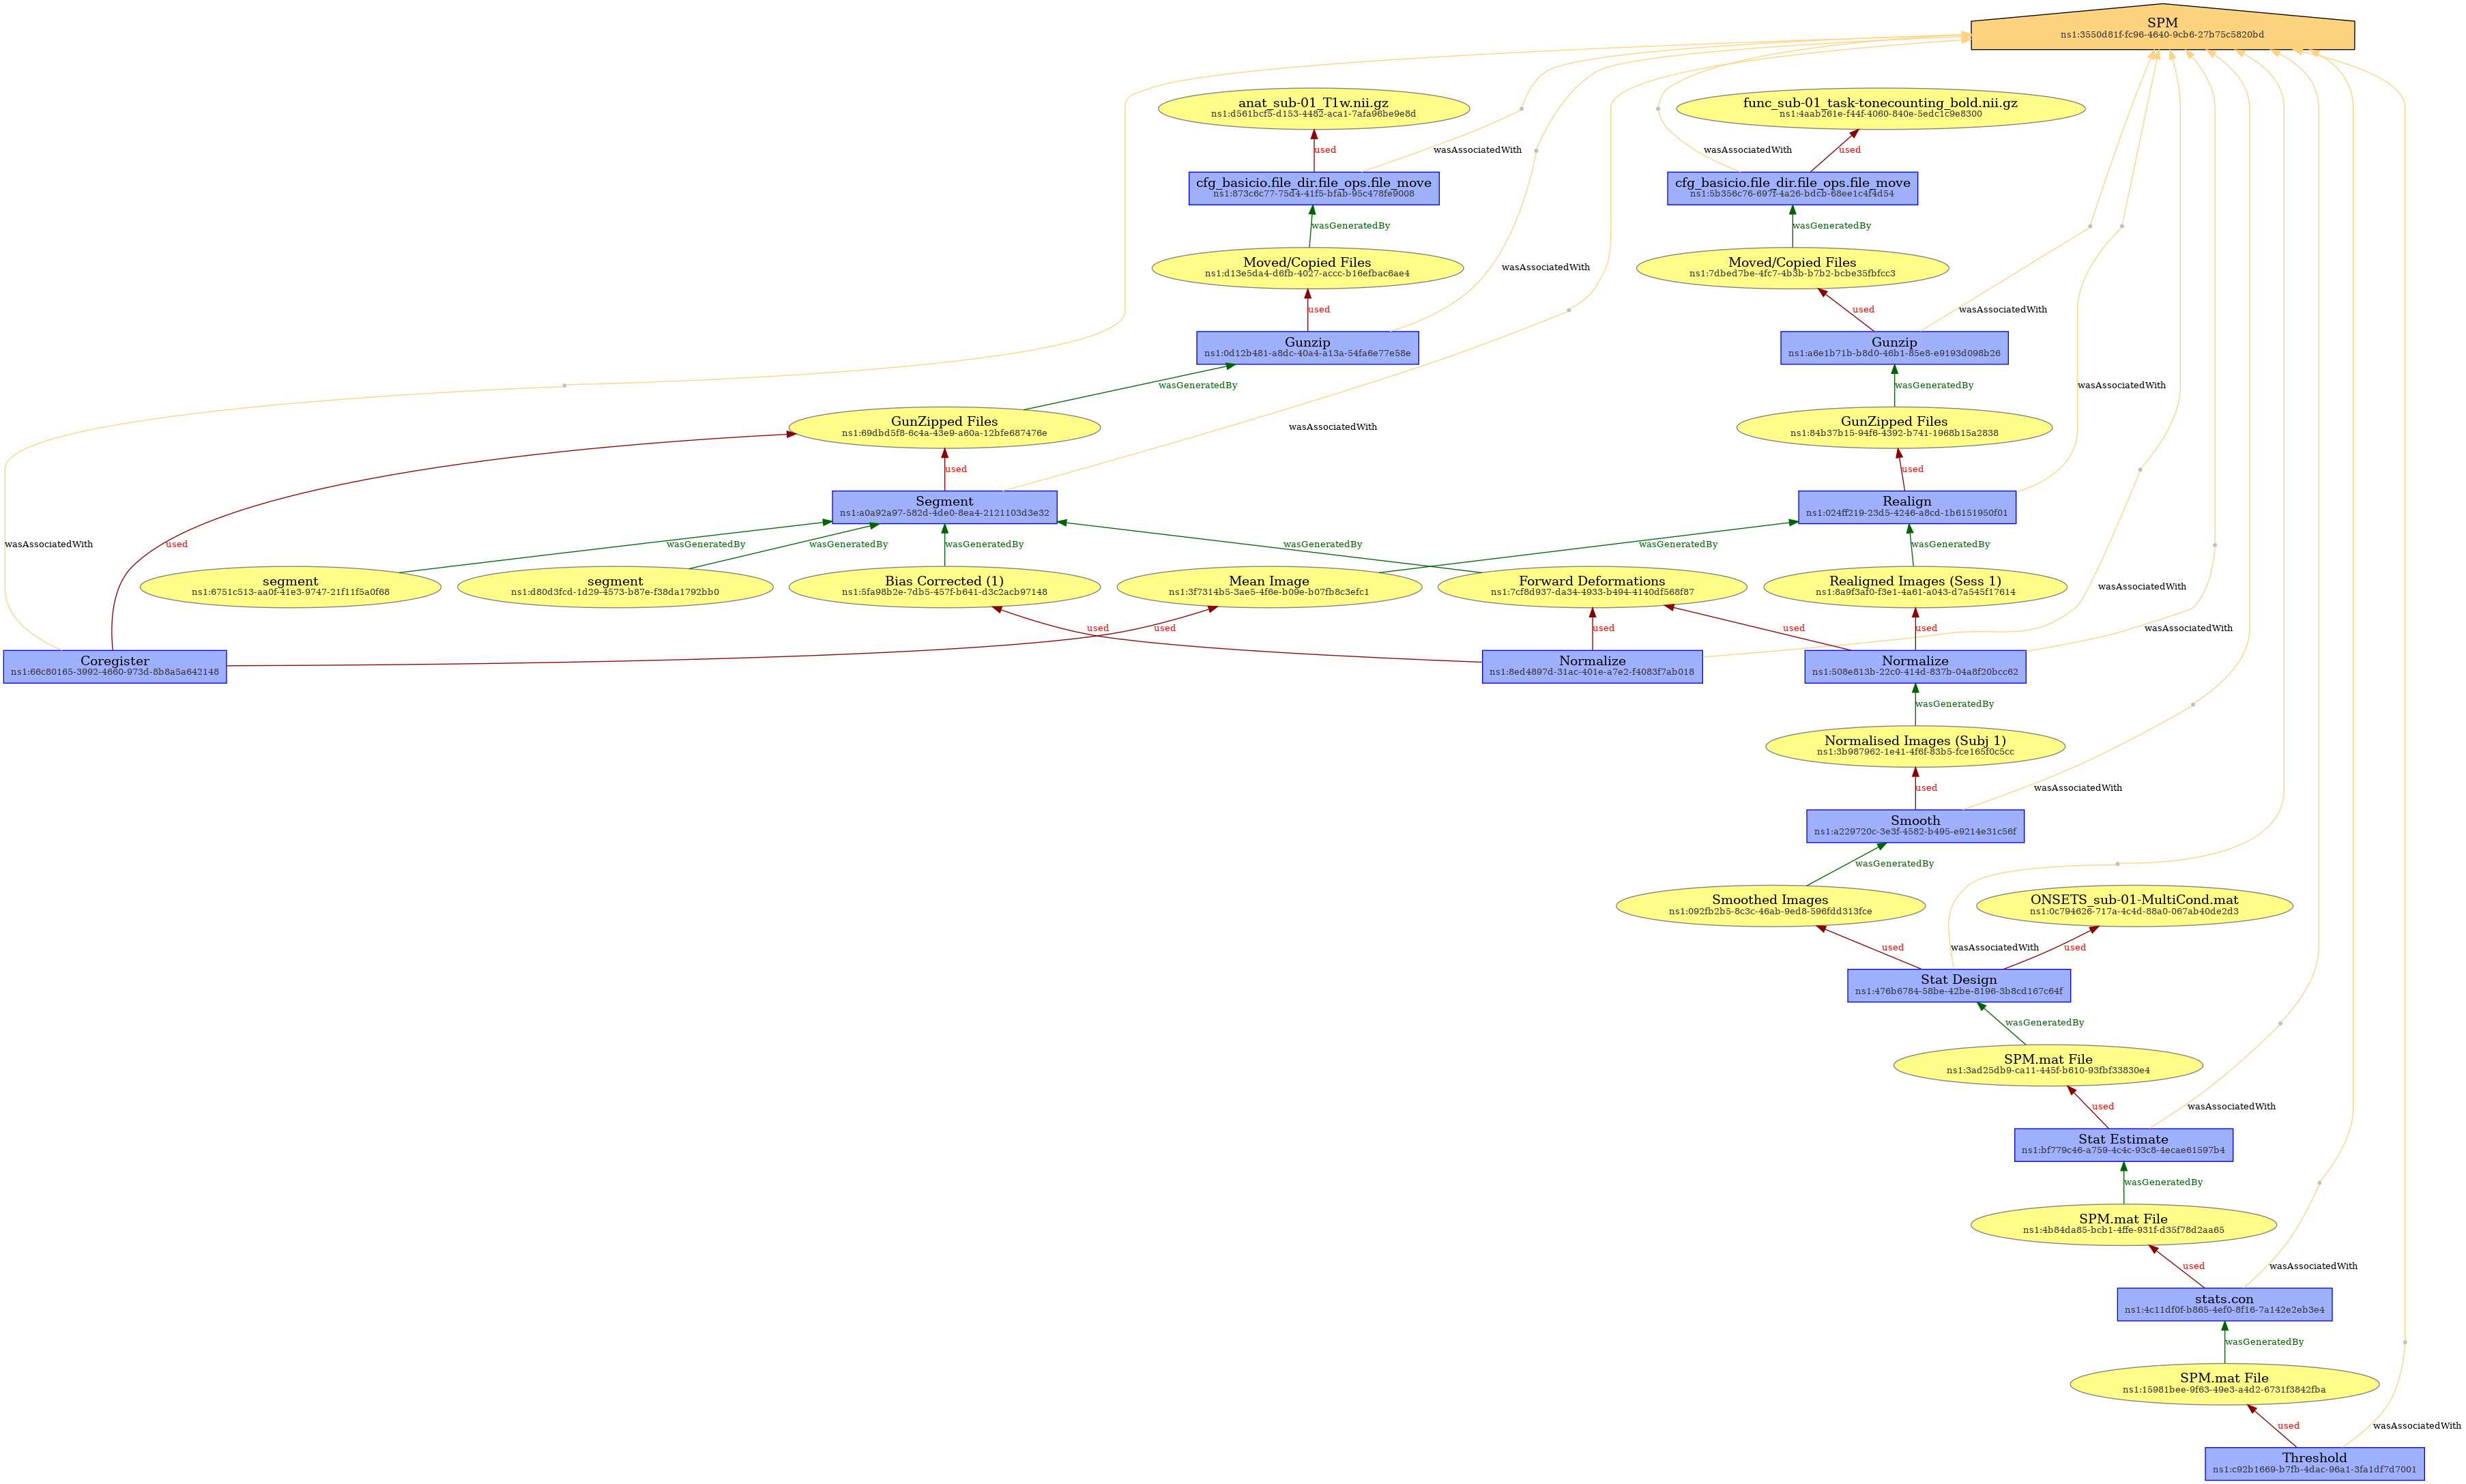 SPM
ns1:3550d81f-fc96-4640-9cb6-27b75c5820bd
anat_sub-01_T1w.nii.gz
ns1:d561bcf5-d153-4482-aca1-7afa96be9e8d
func_sub-01_task-tonecounting_bold.nii.gz
ns1:4aab261e-f44f-4060-840e-5edc1c9e8300
used
wasAssociatedWith
wasAssociatedWith
used
cfg_basicio.file_dir.file_ops.file_move
ns1:873c6c77-75d4-41f5-bfab-95c478fe9008
cfg_basicio.file_dir.file_ops.file_move
ns1:5b356c76-697f-4a26-bdcb-68ee1c4f4d54
wasGeneratedBy
wasGeneratedBy
Moved/Copied Files
ns1:d13e5da4-d6fb-4027-accc-b16efbac6ae4
wasAssociatedWith
Moved/Copied Files
ns1:7dbed7be-4fc7-4b3b-b7b2-bcbe35fbfcc3
used
used
wasAssociatedWith
Gunzip
ns1:0d12b481-a8dc-40a4-a13a-54fa6e77e58e
Gunzip
ns1:a6e1b71b-b8d0-46b1-85e8-e9193d098b26
wasGeneratedBy
wasGeneratedBy
wasAssociatedWith
GunZipped Files
ns1:69dbd5f8-6c4a-43e9-a60a-12bfe687476e
wasAssociatedWith
GunZipped Files
ns1:84b37b15-94f6-4392-b741-1968b15a2838
used
used
Segment
ns1:a0a92a97-582d-4de0-8ea4-2121103d3e32
Realign
ns1:024ff219-23d5-4246-a8cd-1b6151950f01
wasAssociatedWith
used
wasGeneratedBy
wasGeneratedBy
wasGeneratedBy
wasGeneratedBy
wasGeneratedBy
wasGeneratedBy
segment
ns1:6751c513-aa0f-41e3-9747-21f11f5a0f68
segment
ns1:d80d3fcd-1d29-4573-b87e-f38da1792bb0
Bias Corrected (1)
ns1:5fa98b2e-7db5-457f-b641-d3c2acb97148
Mean Image
ns1:3f7314b5-3ae5-4f6e-b09e-b07fb8c3efc1
Forward Deformations
ns1:7cf8d937-da34-4933-b494-4140df568f87
Realigned Images (Sess 1)
ns1:8a9f3af0-f3e1-4a61-a043-d7a545f17614
wasAssociatedWith
used
used
used
used
used
wasAssociatedWith
Coregister
ns1:66c80165-3992-4660-973d-8b8a5a642148
Normalize
ns1:8ed4897d-31ac-401e-a7e2-f4083f7ab018
Normalize
ns1:508e813b-22c0-414d-837b-04a8f20bcc62
wasGeneratedBy
Normalised Images (Subj 1)
ns1:3b987962-1e41-4f6f-83b5-fce165f0c5cc
used
wasAssociatedWith
Smooth
ns1:a229720c-3e3f-4582-b495-e9214e31c56f
wasGeneratedBy
Smoothed Images
ns1:092fb2b5-8c3c-46ab-9ed8-596fdd313fce
ONSETS_sub-01-MultiCond.mat
ns1:0c794626-717a-4c4d-88a0-067ab40de2d3
used
wasAssociatedWith
used
Stat Design
ns1:476b6784-58be-42be-8196-3b8cd167c64f
wasGeneratedBy
SPM.mat File
ns1:3ad25db9-ca11-445f-b610-93fbf33830e4
used
wasAssociatedWith
Stat Estimate
ns1:bf779c46-a759-4c4c-93c8-4ecae61597b4
wasGeneratedBy
SPM.mat File
ns1:4b84da85-bcb1-4ffe-931f-d35f78d2aa65
used
wasAssociatedWith
stats.con
ns1:4c11df0f-b865-4ef0-8f16-7a142e2eb3e4
wasGeneratedBy
SPM.mat File
ns1:15981bee-9f63-49e3-a4d2-6731f3842fba
used
wasAssociatedWith
Threshold
ns1:c92b1669-b7fb-4dac-96a1-3fa1df7d7001